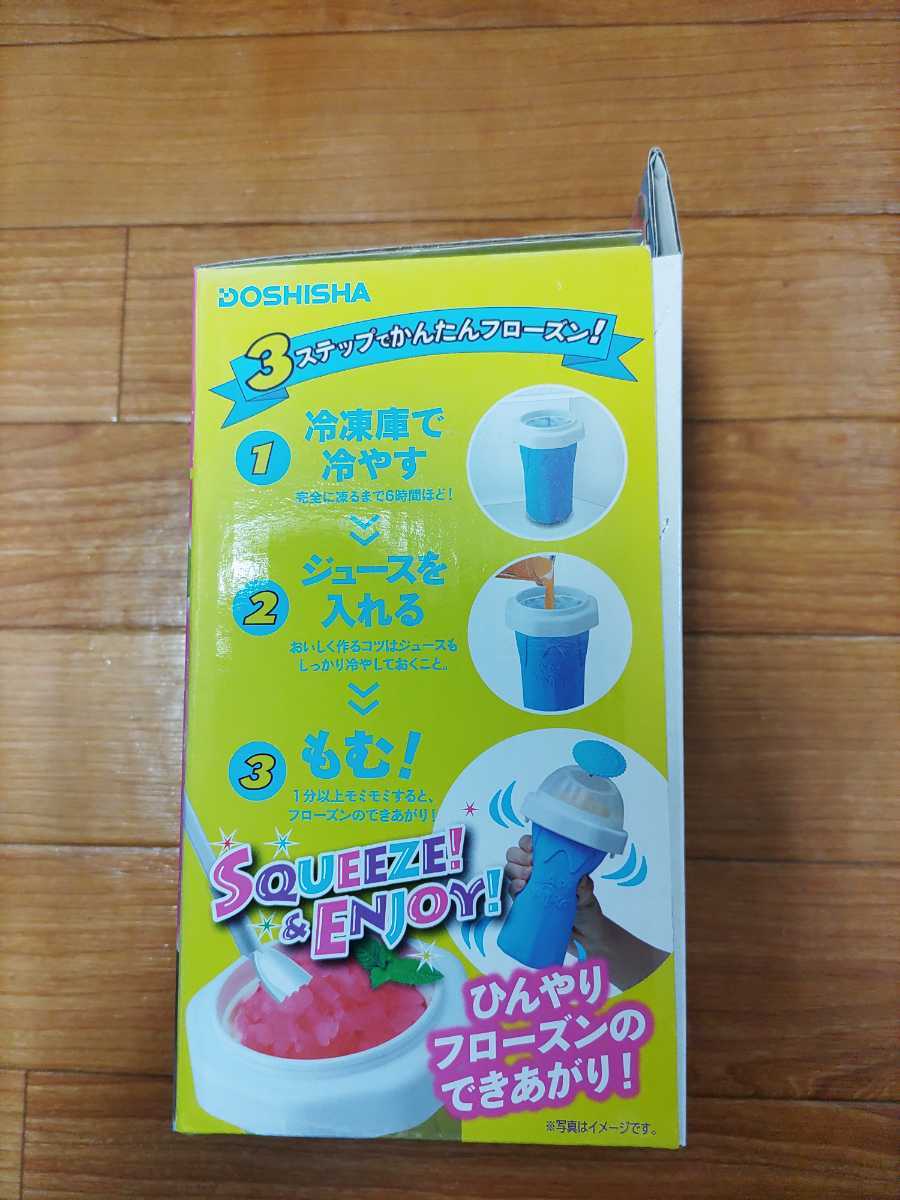 DOSHISHA
3ステップでかんたんフローズン!
1
冷凍庫で
冷やす
完全に凍るまで6時間ほど!
2
ジュースを
入れる
おいしく作るコツはジュースも
しっかり冷やしておくこと。
3
もむ!
1分以上モミモミすると、
フローズンのできあがり!
SQUEEZE!
& ENJOY!
ひんやり
フローズンの
できあがり!
※写真はイメージです。